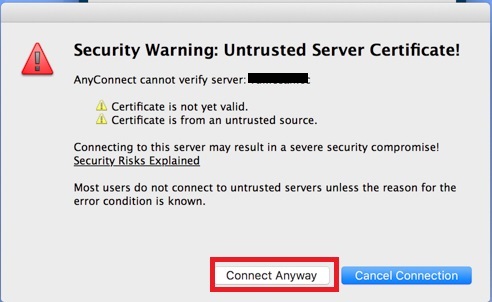 Security Warning: Untrusted Server Certificate!
AnyConnect cannot verify server:
Certificate is not yet valid.
Certificate is from an untrusted source.
Connecting to this server may result in a severe security compromise!
Security Risks Explained
Most users do not connect to untrusted servers unless the reason for the
error condition is known.
Connect Anyway
Cancel Connection